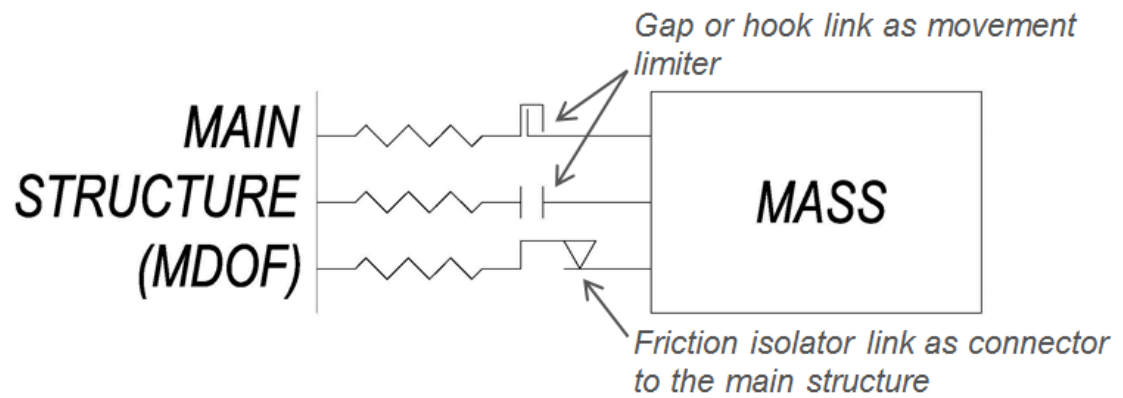 Gap or hook link as movement
limiter
MAIN
STRUCTURE
(MDOF)
MASS
Friction isolator link as connector
to the main structure